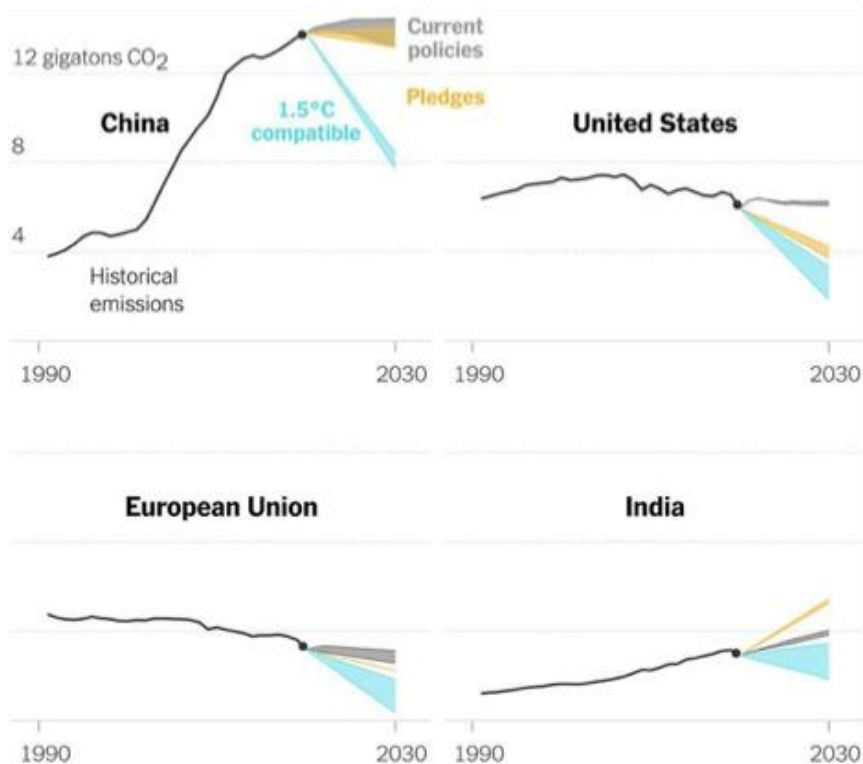 12 gigatons CO2
Current
policies
Pledges
China
1.5°C
compatible
United States
8
4
Historical
emissions
1990
2030
1990
2030
European Union
India
1990
2030
1990
2030